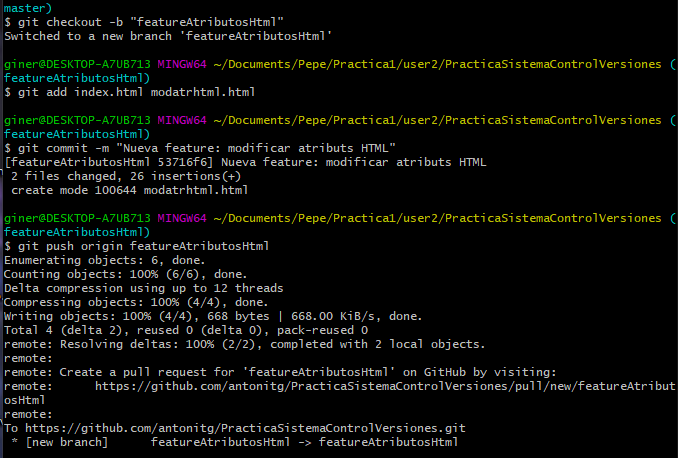 master)
$ git checkout -b "featureAtributosHtml"
Switched to a new branch 'featureAtributosHtml'
giner@DESKTOP-A7UB713 MINGW64 ~/Documents/Pepe/Practica1/user2/PracticaSistemaControlVersiones (
featureAtributosHtml)
$ git add index.html modatrhtml.html
giner@DESKTOP-A7UB713 MINGW64 ~/Documents/Pepe/Practica1/user2/PracticaSistemaControlVersiones (
featureAtributosHtml)
$ git commit -m "Nueva feature: modificar atributs HTML"
[featureAtributosHtml 53716f6] Nueva feature: modificar atributs HTML
 2 files changed, 26 insertions(+)
 create mode 100644 modatrhtml.html
giner@DESKTOP-A7UB713 MINGW64 ~/Documents/Pepe/Practica1/user2/PracticaSistemaControlVersiones (
featureAtributosHtml)
$ git push origin featureAtributosHtml
Enumerating objects: 6, done.
Counting objects: 100% (6/6), done.
Delta compression using up to 12 threads
Compressing objects: 100% (4/4), done.
Writing objects: 100% (4/4), 668 bytes | 668.00 KiB/s, done.
Total 4 (delta 2), reused 0 (delta 0), pack-reused 0
remote: Resolving deltas: 100% (2/2), completed with 2 local objects.
remote:
remote: Create a pull request for 'featureAtributosHtml' on GitHub by visiting:
remote:      https://github.com/antonitg/PracticaSistemaControlVersiones/pull/new/featureAtribut
osHtml
remote:
To https://github.com/antonitg/PracticaSistemaControlVersiones.git
 * [new branch]      featureAtributosHtml -> featureAtributosHtml